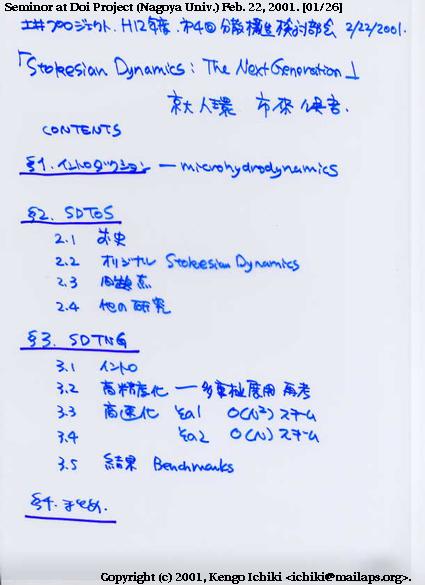 Seminor at Doi Project (Nagoya Univ.) Feb. 22, 2001. [01/26]
土井プロジェクト H12年度 第4回 分散構造検討部会 2/22/2001.
「Stokesian Dynamics : The Next Generation」
京大 人環 市來 健吾.
CONTENTS
§1. イントロダクション — microhydrodynamics
§2. SDTOS
2.1 歴史
2.2 オリジナル Stokesian Dynamics
2.3 問題点
2.4 他の研究
§3. SDTNG
3.1 イントロ
3.2 高精度化 — 多重極展開 再考
3.3 高速化 その1 O(N²) スキーム
3.4 その2 O(N) スキーム
3.5 結果 Benchmarks
§4. まとめ.
Copyright (c) 2001, Kengo Ichiki <ichiki@mailaps.org>.